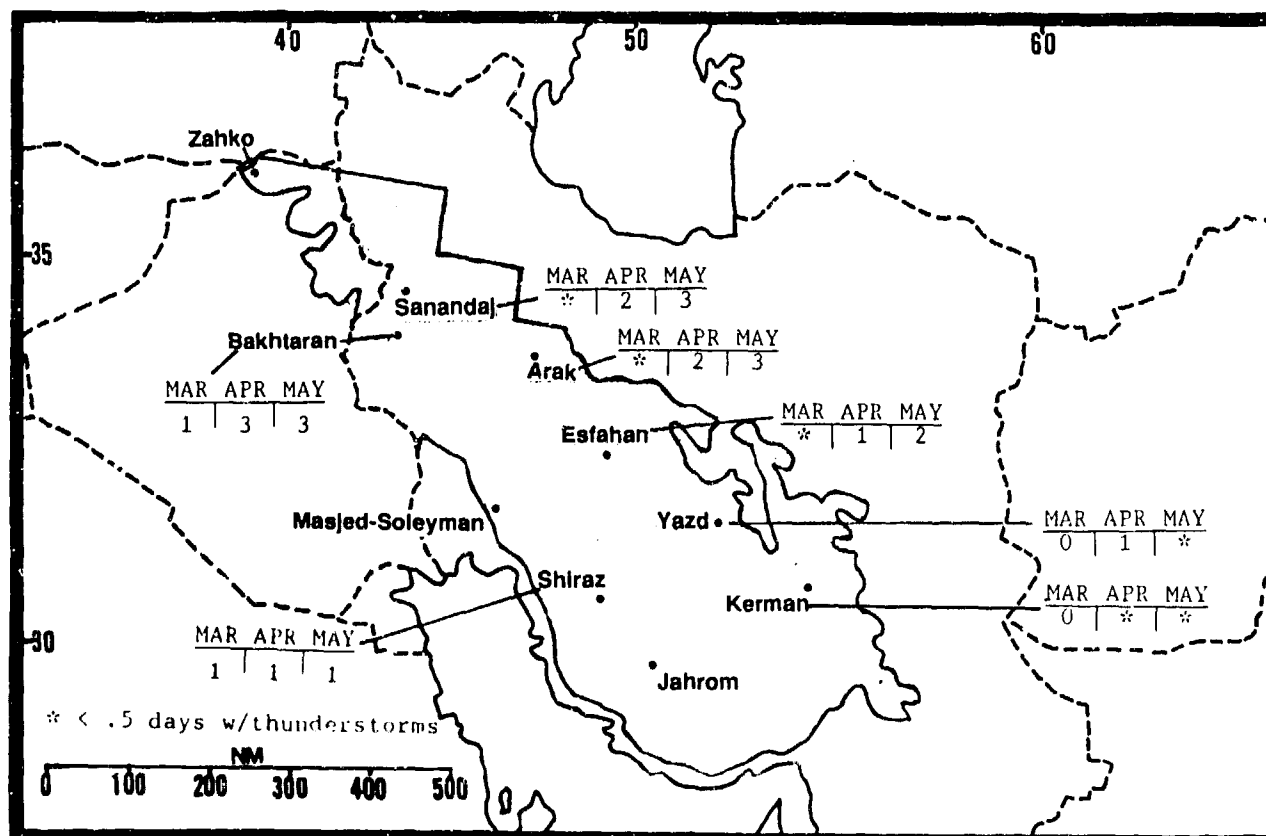 40 50 60
Zahko
35
MAR APR MAY
* 2 3
Sanandaj
Bakhtaran
MAR APR MAY
* 2 3
Arak
MAR APR MAY
1 3 3
MAR APR MAY
* 1 2
Esfahan
Masjed-Soleyman
Yazd
MAR APR MAY
0 1 *
Shiraz
Kerman
MAR APR MAY
0 * *
30
MAR APR MAY
1 1 1
Jahrom
* < .5 days w/thunderstorms
NM
0 100 200 300 400 500